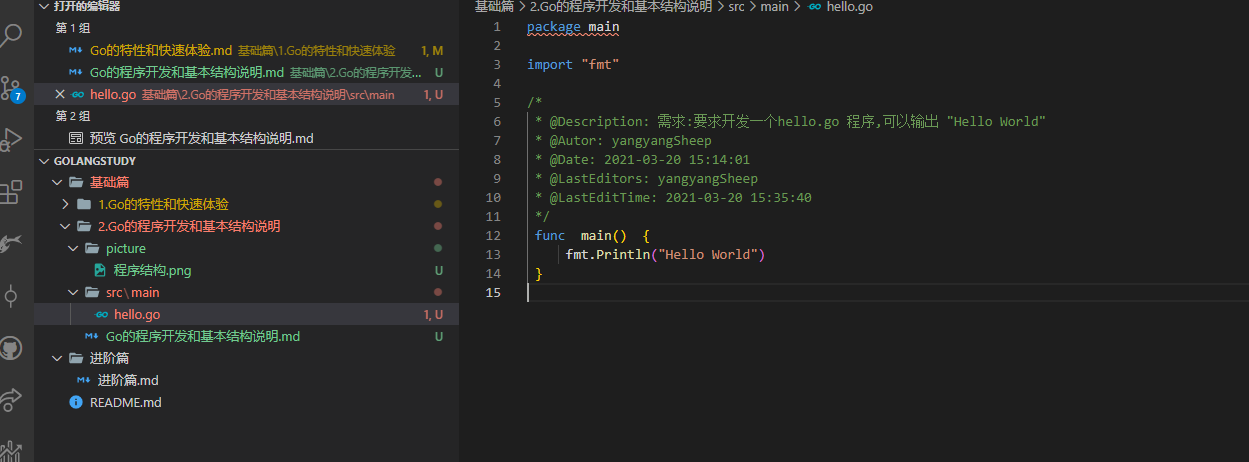 打开的编辑器
第 1 组
Go的特性和快速体验.md 基础篇\1.Go的特性和快速体验 1, M
Go的程序开发和基本结构说明.md 基础篇\2.Go的程序开发... U
hello.go 基础篇\2.Go的程序开发和基本结构说明\src\main 1, U
第 2 组
预览 Go的程序开发和基本结构说明.md
GOLANGSTUDY
基础篇
1.Go的特性和快速体验
2.Go的程序开发和基本结构说明
picture
程序结构.png U
src\main
hello.go 1, U
Go的程序开发和基本结构说明.md U
进阶篇
进阶篇.md
README.md
7
基础篇 > 2.Go的程序开发和基本结构说明 > src > main > hello.go
1 package main
2
3 import "fmt"
4
5 /*
6 * @Description: 需求:要求开发一个hello.go 程序,可以输出 "Hello World"
7 * @Autor: yangyangSheep
8 * @Date: 2021-03-20 15:14:01
9 * @LastEditors: yangyangSheep
10 * @LastEditTime: 2021-03-20 15:35:40
11 */
12 func  main()  {
13 fmt.Println("Hello World")
14 }
15